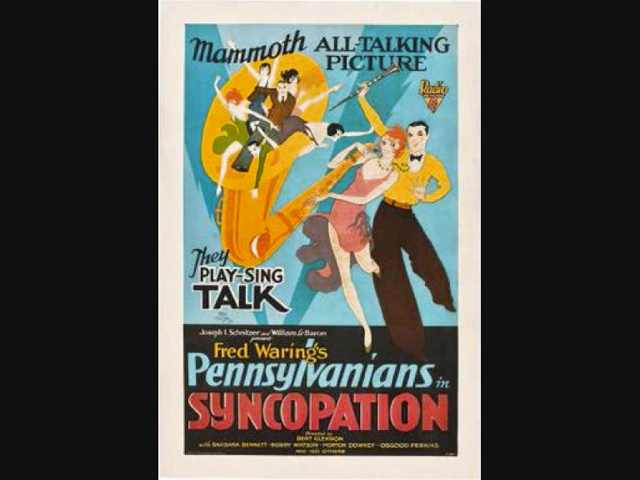 Mammoth ALL-TALKING
PICTURE
Radio
They
PLAY-SING
TALK
Joseph I. Schnitzer and William Le Baron
present
Fred Waring's
Pennsylvanians in
SYNCOPATION
Directed by
BERT GLENNON
with BARBARA BENNETT - BOBBY WATSON - MORTON DOWNEY - OSGOOD PERKINS
AND 100 OTHERS